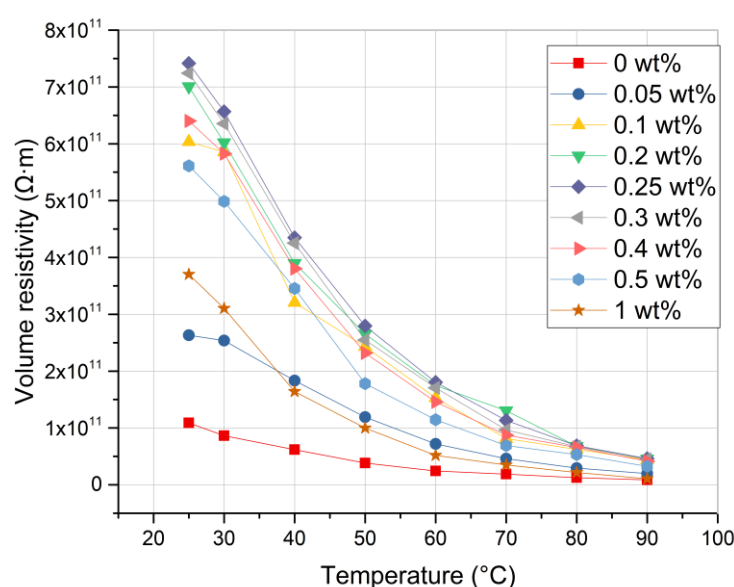 8x10¹¹
7x10¹¹
6x10¹¹
5x10¹¹
4x10¹¹
3x10¹¹
2x10¹¹
1x10¹¹
0
Volume resistivity (Ω·m)
0 wt%
0.05 wt%
0.1 wt%
0.2 wt%
0.25 wt%
0.3 wt%
0.4 wt%
0.5 wt%
1 wt%
20 30 40 50 60 70 80 90 100
Temperature (°C)